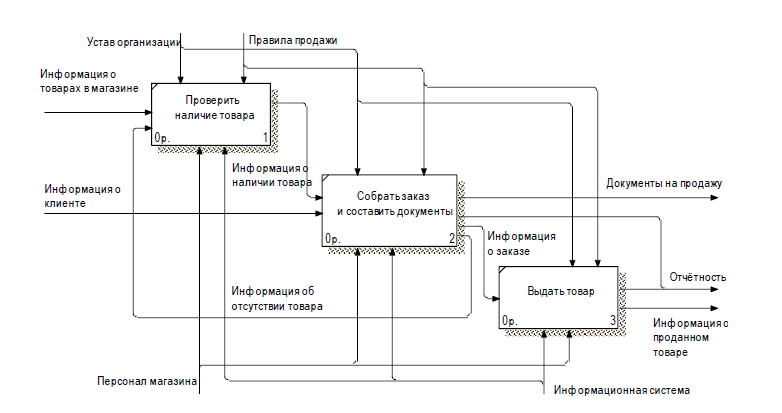 Устав организации
Правила продажи
Информация о
товарах в магазине
Проверить
наличие товара
0р.
1
Информация о
наличии товара
Информация о
клиенте
Собрать заказ
и составить документы
0р.
2
Документы на продажу
Информация
о заказе
Информация об
отсутствии товара
Выдать товар
0р.
3
Отчётность
Информация о
проданном
товаре
Персонал магазина
Информационная система